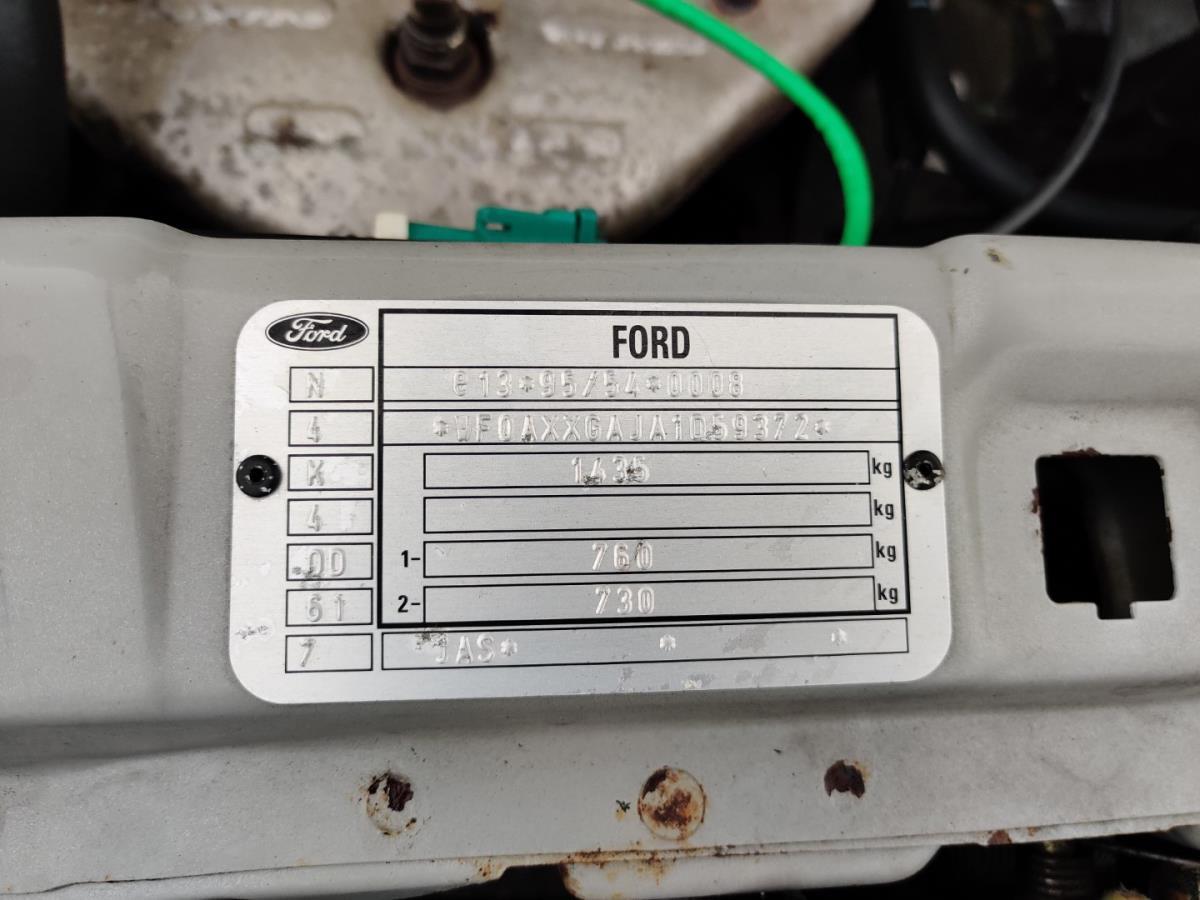 Ford
FORD
N e13*95/54*0008
4 *WF0AXXGAJA1D59372*
K 1435 kg
4 kg
DD 1- 760 kg
61 2- 730 kg
7 JAS* * *